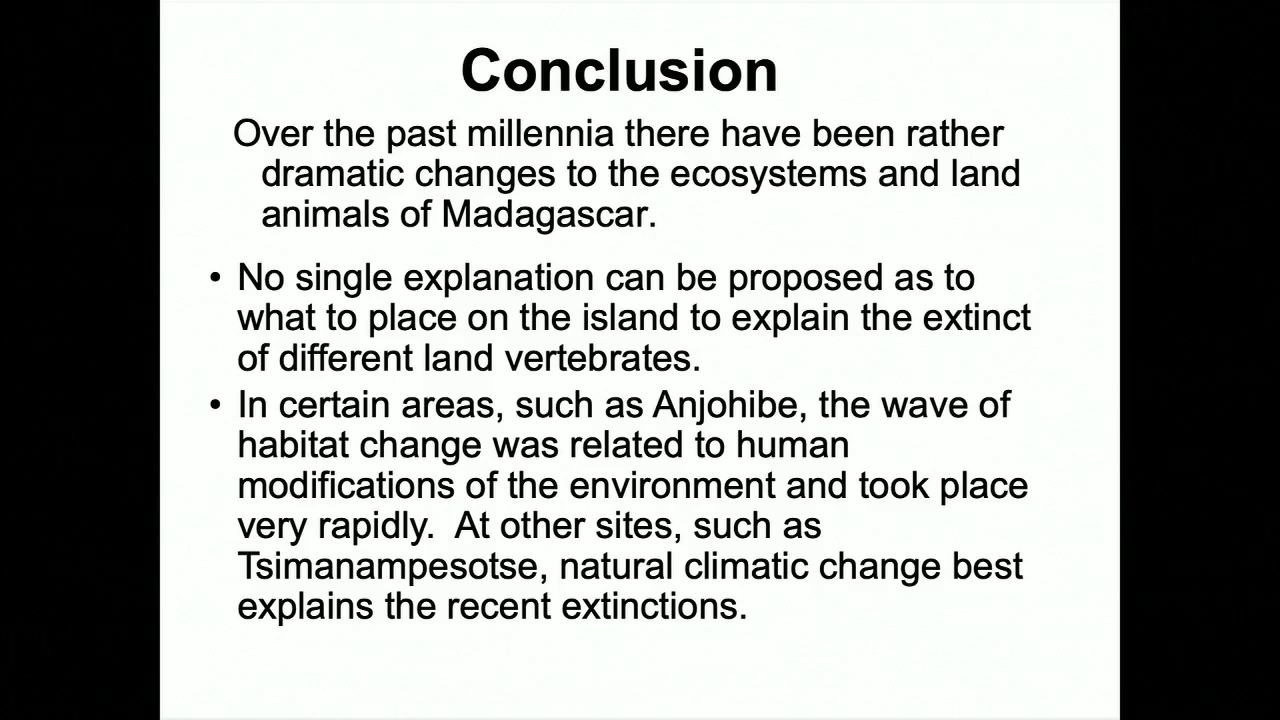 Conclusion
Over the past millennia there have been rather
dramatic changes to the ecosystems and land
animals of Madagascar.
• No single explanation can be proposed as to
what to place on the island to explain the extinct
of different land vertebrates.
• In certain areas, such as Anjohibe, the wave of
habitat change was related to human
modifications of the environment and took place
very rapidly.  At other sites, such as
Tsimanampesotse, natural climatic change best
explains the recent extinctions.